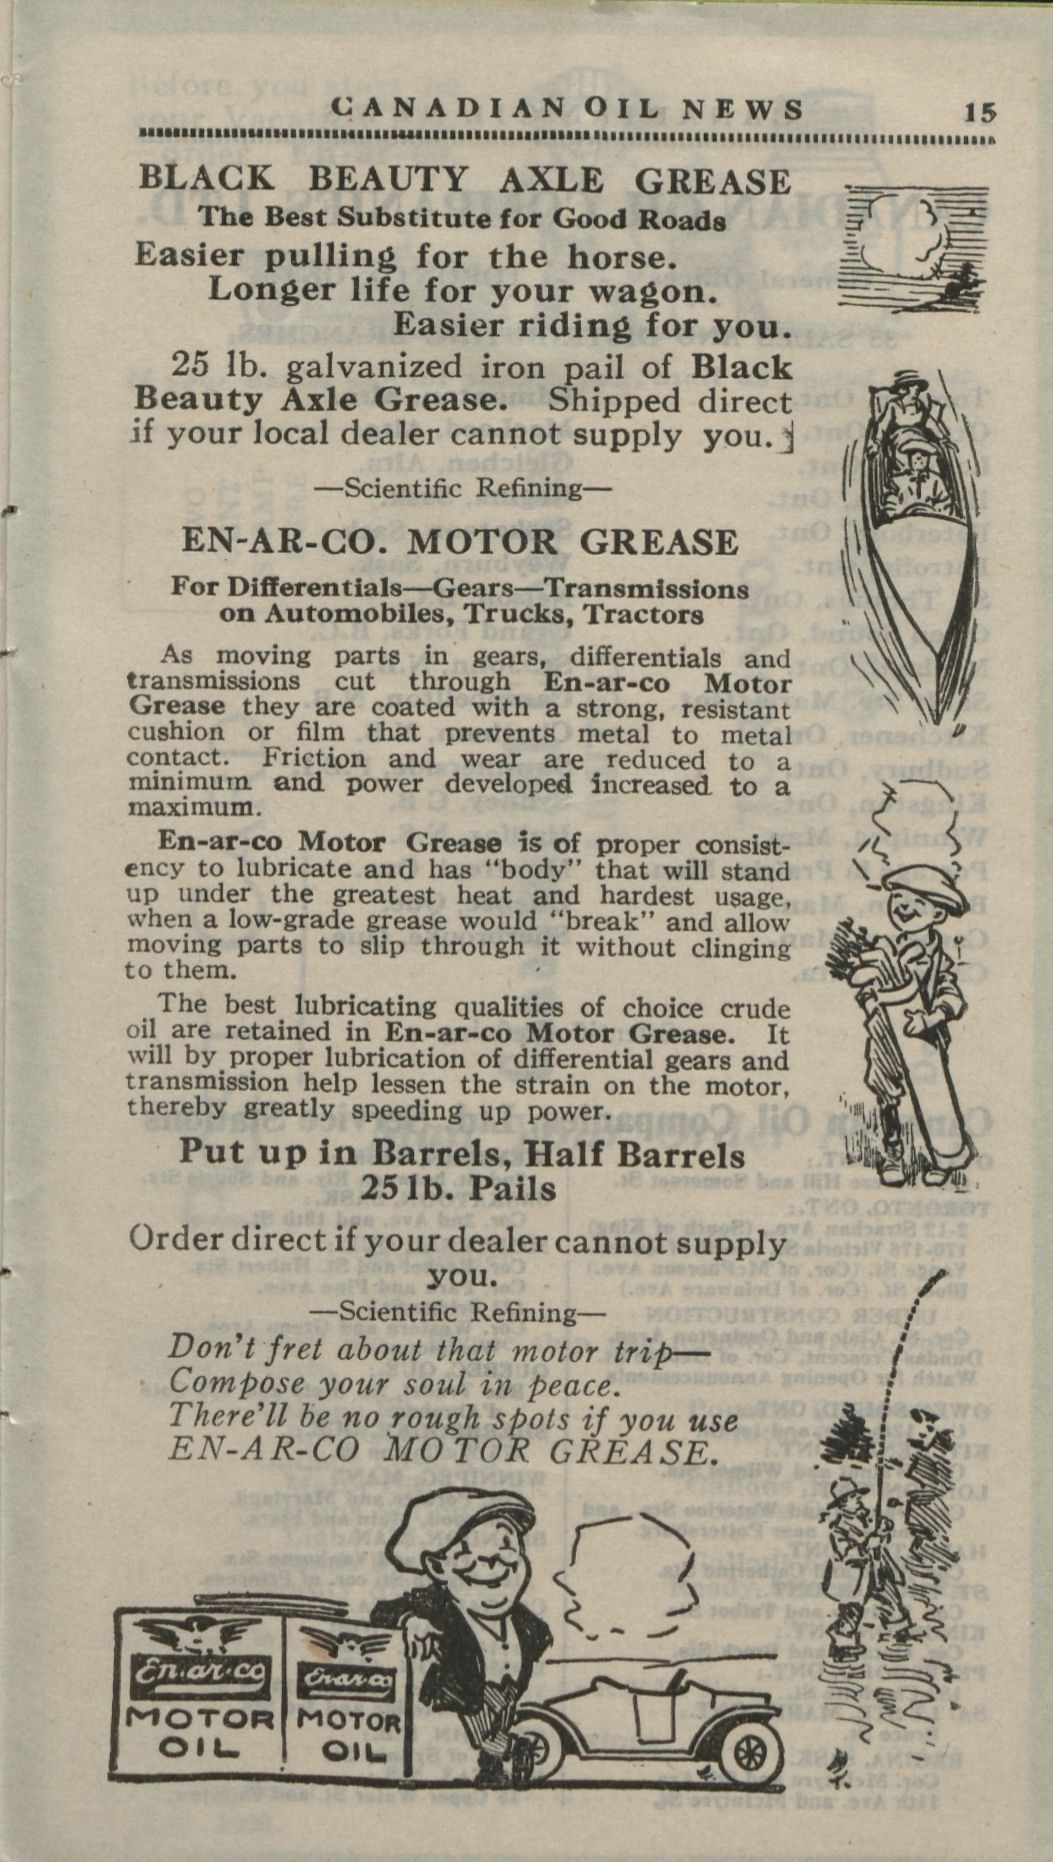 CANADIAN OIL NEWS 15
BLACK BEAUTY AXLE GREASE
The Best Substitute for Good Roads
Easier pulling for the horse.
Longer life for your wagon.
Easier riding for you.
25 lb. galvanized iron pail of Black
Beauty Axle Grease. Shipped direct
if your local dealer cannot supply you.
—Scientific Refining—
EN-AR-CO. MOTOR GREASE
For Differentials—Gears—Transmissions
on Automobiles, Trucks, Tractors
As moving parts in gears, differentials and
transmissions cut through En-ar-co Motor
Grease they are coated with a strong, resistant
cushion or film that prevents metal to metal
contact. Friction and wear are reduced to a
minimum and power developed increased to a
maximum.
En-ar-co Motor Grease is of proper consist-
ency to lubricate and has "body" that will stand
up under the greatest heat and hardest usage,
when a low-grade grease would "break" and allow
moving parts to slip through it without clinging
to them.
The best lubricating qualities of choice crude
oil are retained in En-ar-co Motor Grease. It
will by proper lubrication of differential gears and
transmission help lessen the strain on the motor,
thereby greatly speeding up power.
Put up in Barrels, Half Barrels
25 lb. Pails
Order direct if your dealer cannot supply
you.
—Scientific Refining—
Don't fret about that motor trip—
Compose your soul in peace.
There'll be no rough spots if you use
EN-AR-CO MOTOR GREASE.
En-ar-co
MOTOR
OIL
En-ar-co
MOTOR
OIL